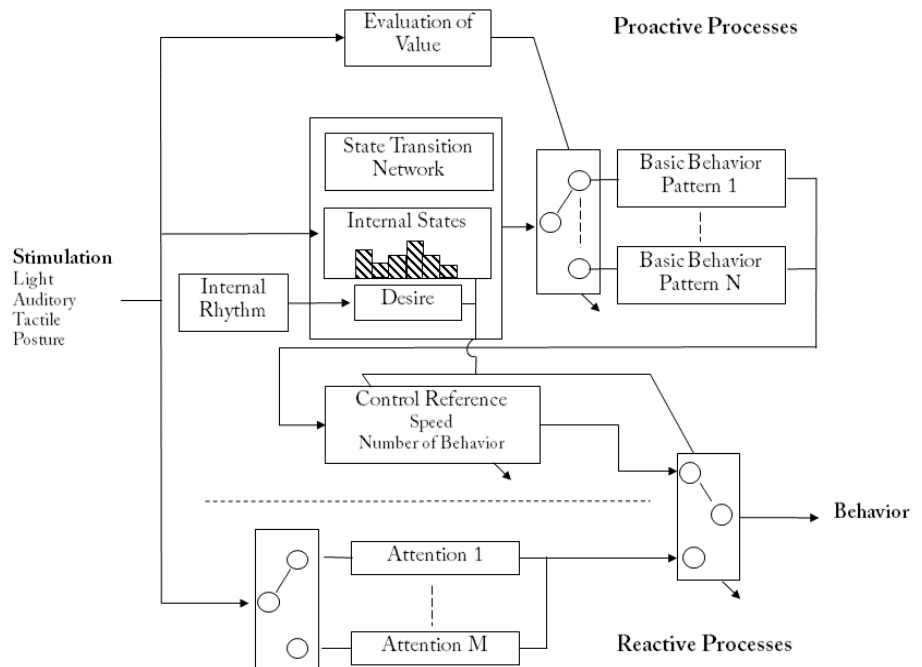 Evaluation of
Value
Proactive Processes
State Transition
Network
Basic Behavior
Pattern 1
Internal States
Stimulation
Light
Auditory
Tactile
Posture
Internal
Rhythm
Desire
Basic Behavior
Pattern N
Control Reference
Speed
Number of Behavior
Behavior
Attention 1
Attention M
Reactive Processes